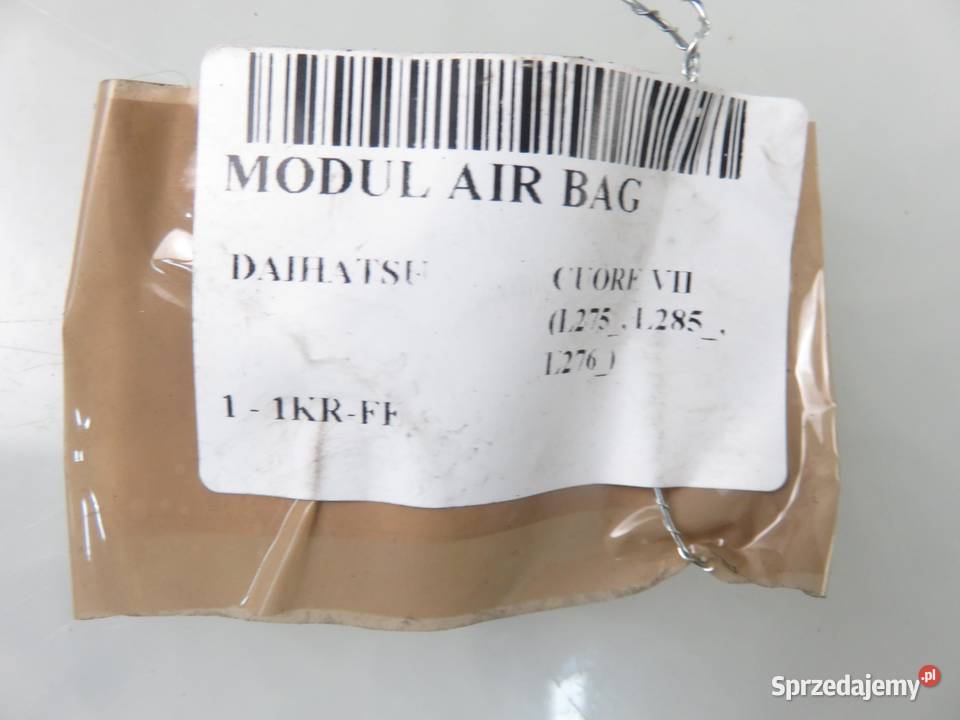 MODUL AIR BAG
DAIHATSU
CUORE VII
(L275_, L285_,
L276_)
1 - 1KR-FE
Sprzedajemy.pl